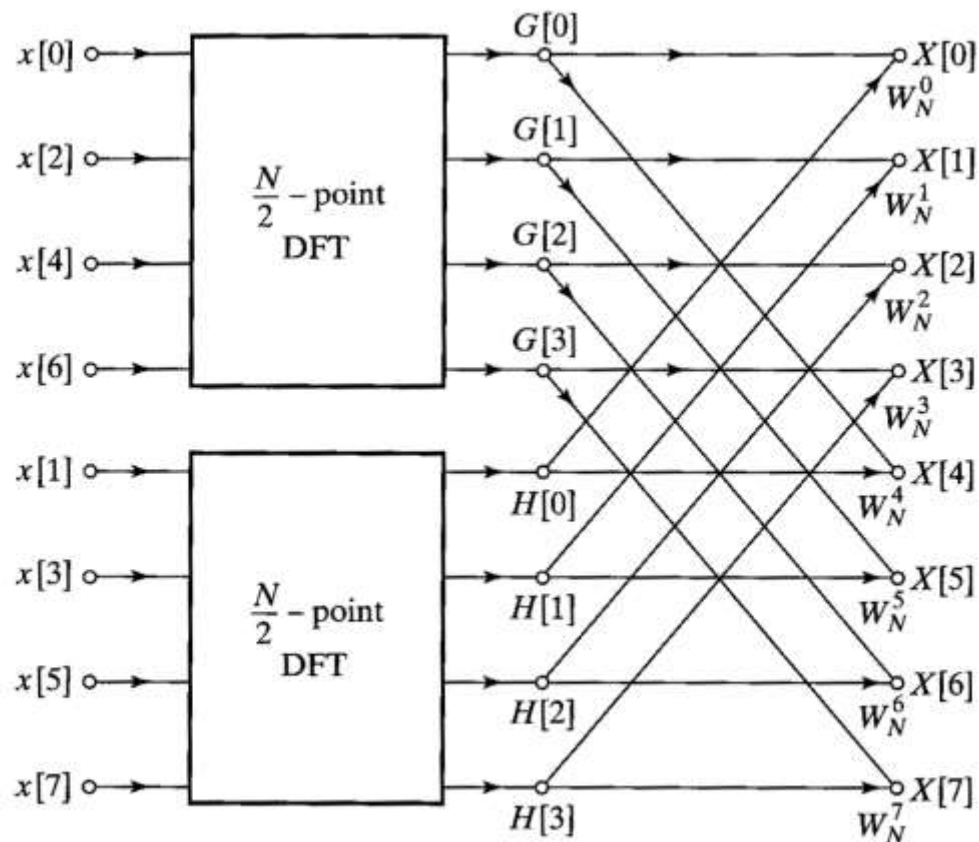 x[0] G[0] X[0]
W_N^0
x[2] G[1] X[1]
W_N^1
N/2 – point
DFT
x[4] G[2] X[2]
W_N^2
x[6] G[3] X[3]
W_N^3
x[1] H[0] X[4]
W_N^4
x[3] H[1] X[5]
W_N^5
N/2 – point
DFT
x[5] H[2] X[6]
W_N^6
x[7] H[3] X[7]
W_N^7